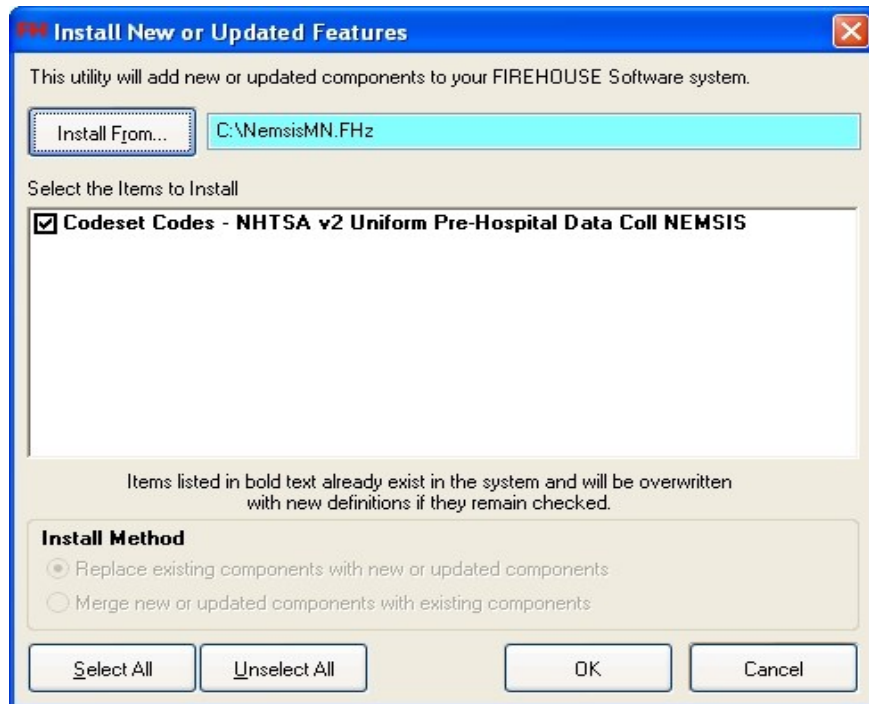 FH Install New or Updated Features
This utility will add new or updated components to your FIREHOUSE Software system.
Install From... C:\NemsisMN.FHz
Select the Items to Install
Codeset Codes - NHTSA v2 Uniform Pre-Hospital Data Coll NEMSIS
Items listed in bold text already exist in the system and will be overwritten
with new definitions if they remain checked.
Install Method
Replace existing components with new or updated components
Merge new or updated components with existing components
Select All Unselect All OK Cancel